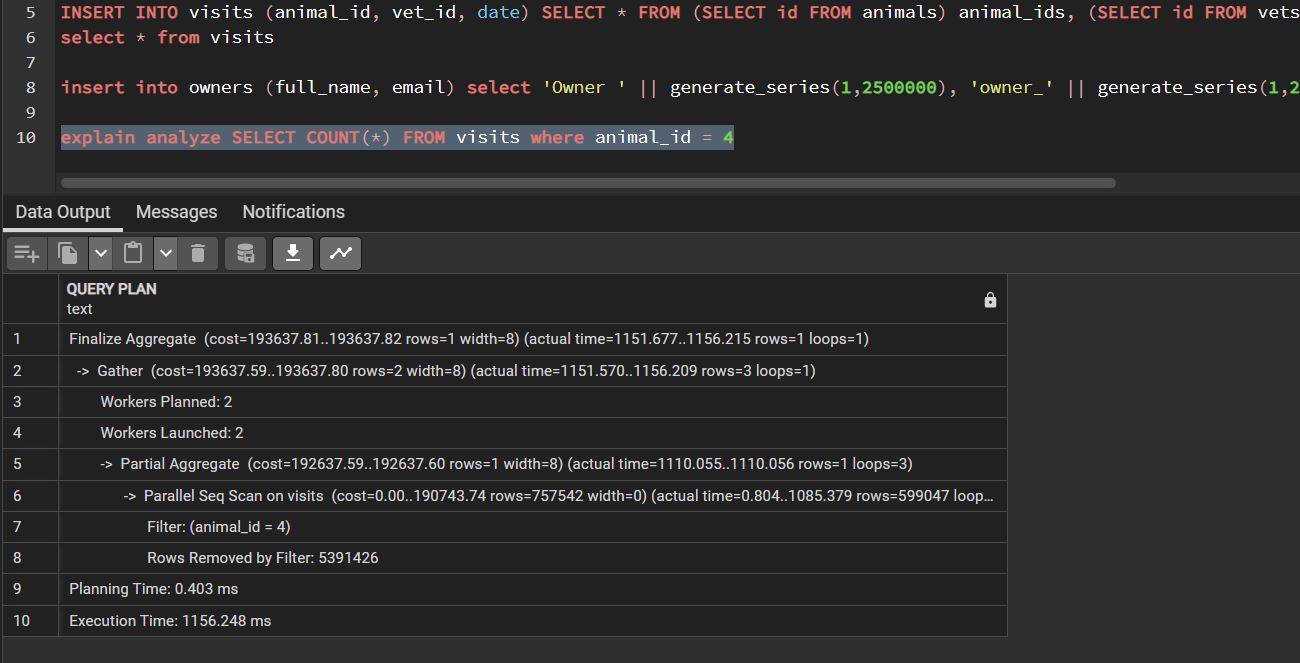 5 INSERT INTO visits (animal_id, vet_id, date) SELECT * FROM (SELECT id FROM animals) animal_ids, (SELECT id FROM vets
6 select * from visits
7
8 insert into owners (full_name, email) select 'Owner ' || generate_series(1,2500000), 'owner_' || generate_series(1,2
9
10 explain analyze SELECT COUNT(*) FROM visits where animal_id = 4
Data Output Messages Notifications
QUERY PLAN
text
1 Finalize Aggregate (cost=193637.81..193637.82 rows=1 width=8) (actual time=1151.677..1156.215 rows=1 loops=1)
2 -> Gather (cost=193637.59..193637.80 rows=2 width=8) (actual time=1151.570..1156.209 rows=3 loops=1)
3 Workers Planned: 2
4 Workers Launched: 2
5 -> Partial Aggregate (cost=192637.59..192637.60 rows=1 width=8) (actual time=1110.055..1110.056 rows=1 loops=3)
6 -> Parallel Seq Scan on visits (cost=0.00..190743.74 rows=757542 width=0) (actual time=0.804..1085.379 rows=599047 loop...
7 Filter: (animal_id = 4)
8 Rows Removed by Filter: 5391426
9 Planning Time: 0.403 ms
10 Execution Time: 1156.248 ms